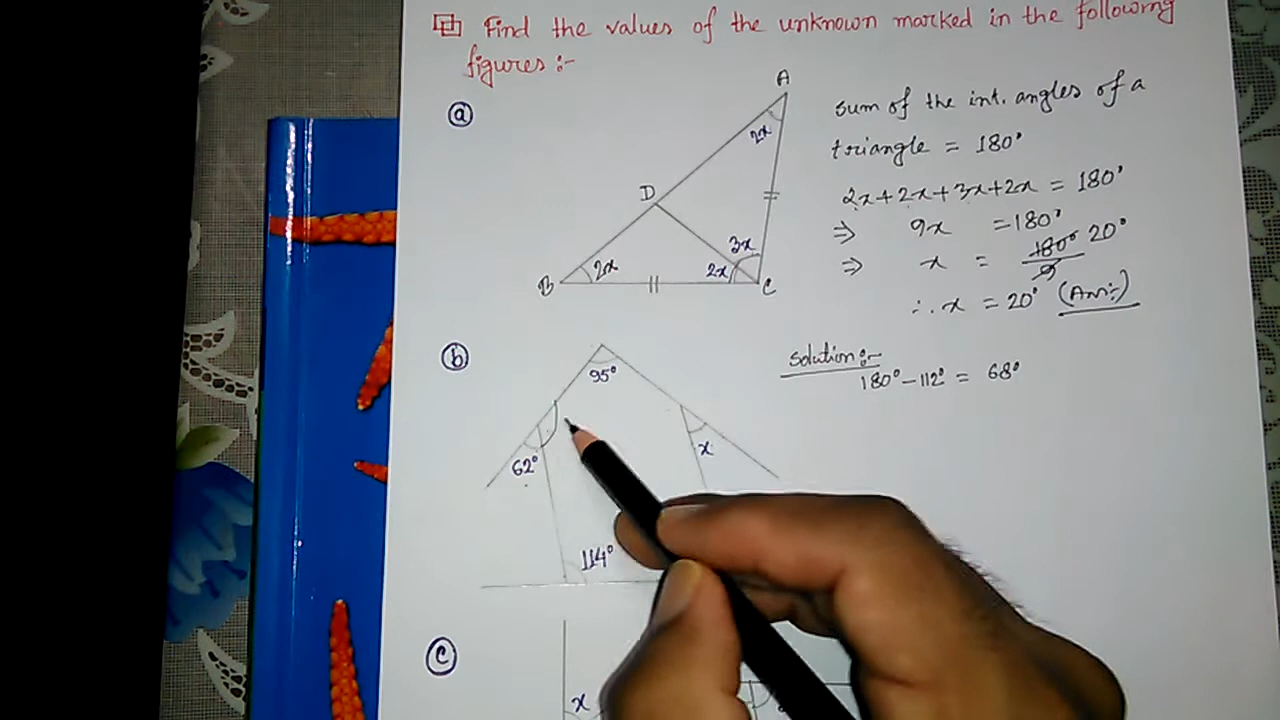 Find the values of the unknown marked in the following
figures :-
a
A
2x
D
3x
B 2x 2x C
Sum of the int. angles of a
triangle = 180°
2x+2x+3x+2x = 180°
⇒ 9x = 180°
⇒ x = 180°/9 20°
∴ x = 20° (Ans:)
b
95°
62°
x
114°
Solution :-
180° - 112° = 68°
c
x